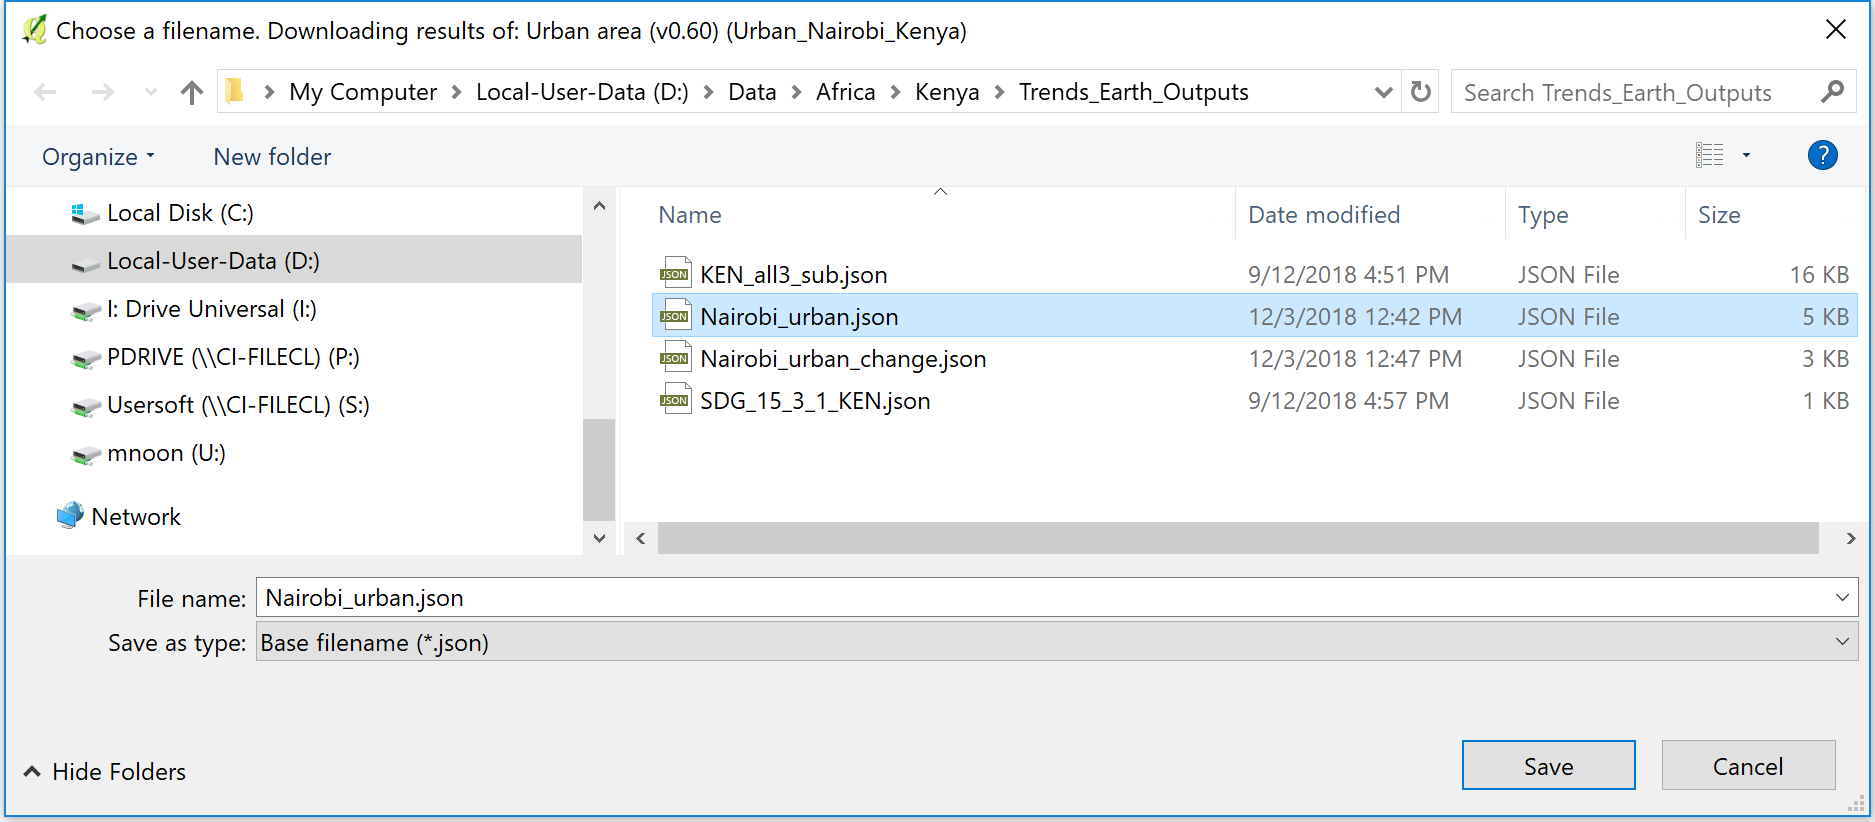 Choose a filename. Downloading results of: Urban area (v0.60) (Urban_Nairobi_Kenya)
My Computer Local-User-Data (D:) Data Africa Kenya Trends_Earth_Outputs Search Trends_Earth_Outputs
Organize New folder ?
Local Disk (C:)
Local-User-Data (D:)
I: Drive Universal (I:)
PDRIVE (\\CI-FILECL) (P:)
Usersoft (\\CI-FILECL) (S:)
mnoon (U:)
Network
Name Date modified Type Size
JSON KEN_all3_sub.json 9/12/2018 4:51 PM JSON File 16 KB
JSON Nairobi_urban.json 12/3/2018 12:42 PM JSON File 5 KB
JSON Nairobi_urban_change.json 12/3/2018 12:47 PM JSON File 3 KB
JSON SDG_15_3_1_KEN.json 9/12/2018 4:57 PM JSON File 1 KB
File name: Nairobi_urban.json
Save as type: Base filename (*.json)
Hide Folders Save Cancel